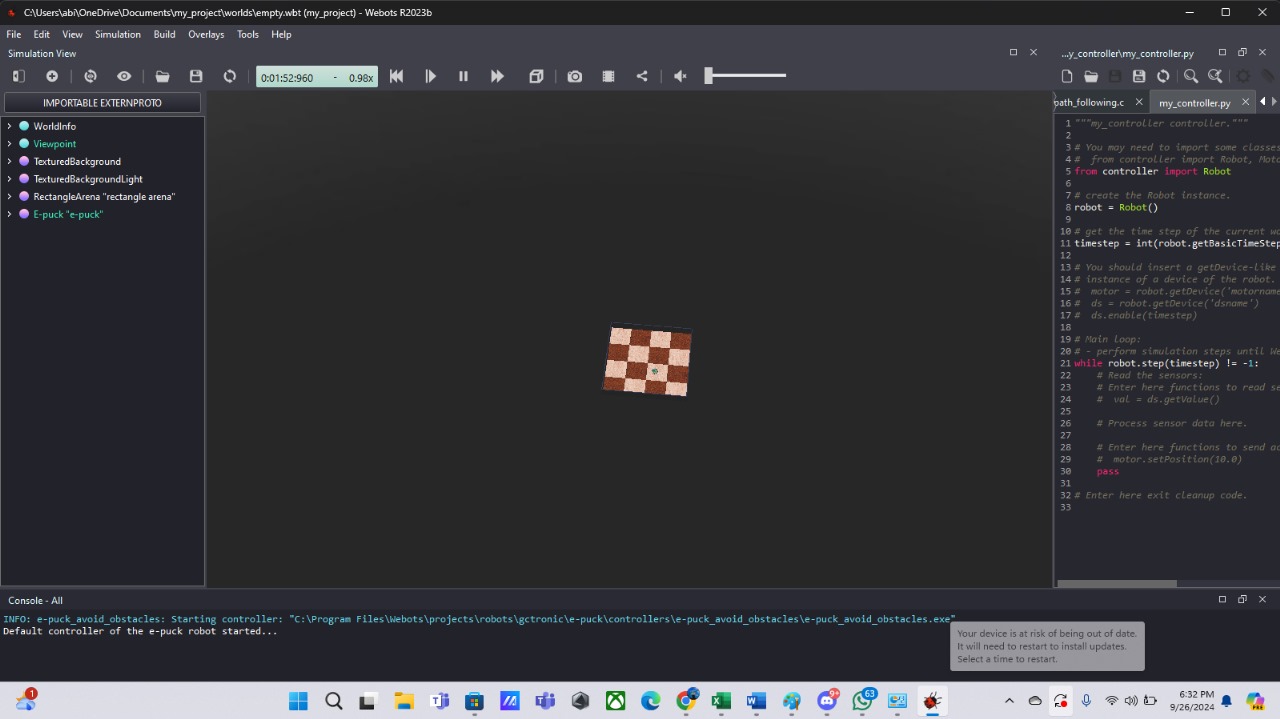 C:\Users\abi\OneDrive\Documents\my_project\worlds\empty.wbt (my_project) - Webots R2023b
File Edit View Simulation Build Overlays Tools Help
Simulation View
...y_controller\my_controller.py
0:01:52:960 - 0.98x
IMPORTABLE EXTERNPROTO
oath_following.c
my_controller.py
WorldInfo
Viewpoint
TexturedBackground
TexturedBackgroundLight
RectangleArena "rectangle arena"
E-puck "e-puck"
1 """my_controller controller."""
2
3 # You may need to import some classes
4 #  from controller import Robot, Moto
5 from controller import Robot
6
7 # create the Robot instance.
8 robot = Robot()
9
10 # get the time step of the current wo
11 timestep = int(robot.getBasicTimeStep
12
13 # You should insert a getDevice-like
14 # instance of a device of the robot.
15 #  motor = robot.getDevice('motorname
16 #  ds = robot.getDevice('dsname')
17 #  ds.enable(timestep)
18
19 # Main loop:
20 # - perform simulation steps until We
21 while robot.step(timestep) != -1:
22     # Read the sensors:
23     # Enter here functions to read se
24     #  val = ds.getValue()
25
26     # Process sensor data here.
27
28     # Enter here functions to send ac
29     #  motor.setPosition(10.0)
30     pass
31
32 # Enter here exit cleanup code.
33
Console - All
INFO: e-puck_avoid_obstacles: Starting controller: "C:\Program Files\Webots\projects\robots\gctronic\e-puck\controllers\e-puck_avoid_obstacles\e-puck_avoid_obstacles.exe"
Default controller of the e-puck robot started...
Your device is at risk of being out of date.
It will need to restart to install updates.
Select a time to restart.
1
9+
63
6:32 PM
9/26/2024
PRE